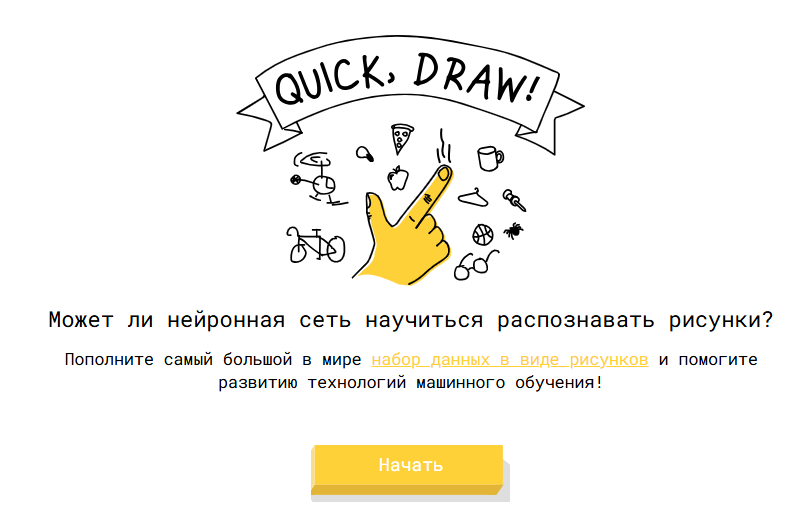 QUICK, DRAW!
Может ли нейронная сеть научиться распознавать рисунки?
Пополните самый большой в мире набор данных в виде рисунков и помогите
развитию технологий машинного обучения!
Начать